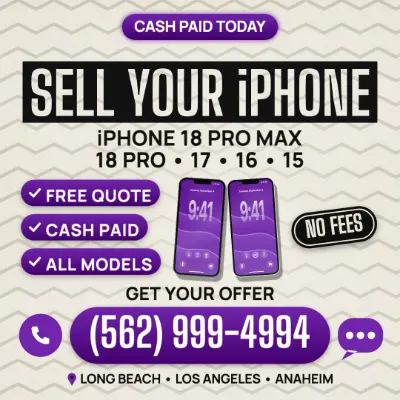 CASH PAID TODAY
SELL YOUR iPHONE
iPHONE 18 PRO MAX
18 PRO • 17 • 16 • 15
✓ FREE QUOTE
✓ CASH PAID
✓ ALL MODELS
9:41
9:41
NO FEES
GET YOUR OFFER
(562) 999-4994
LONG BEACH • LOS ANGELES • ANAHEIM